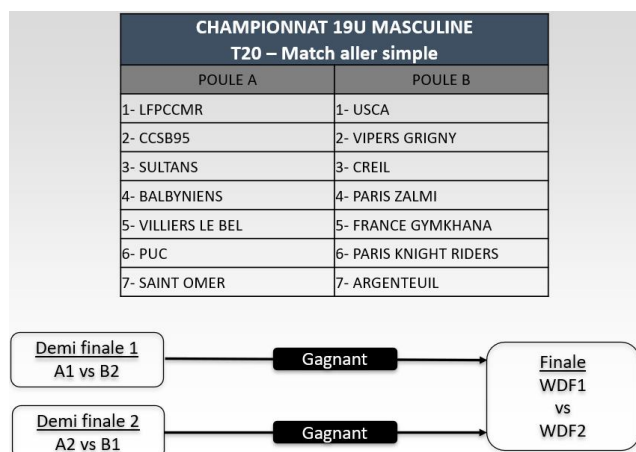 CHAMPIONNAT 19U MASCULINE
T20 – Match aller simple
POULE A POULE B
1- LFPCCMR 1- USCA
2- CCSB95 2- VIPERS GRIGNY
3- SULTANS 3- CREIL
4- BALBYNIENS 4- PARIS ZALMI
5- VILLIERS LE BEL 5- FRANCE GYMKHANA
6- PUC 6- PARIS KNIGHT RIDERS
7- SAINT OMER 7- ARGENTEUIL
Demi finale 1
A1 vs B2
Gagnant
Demi finale 2
A2 vs B1
Gagnant
Finale
WDF1
vs
WDF2